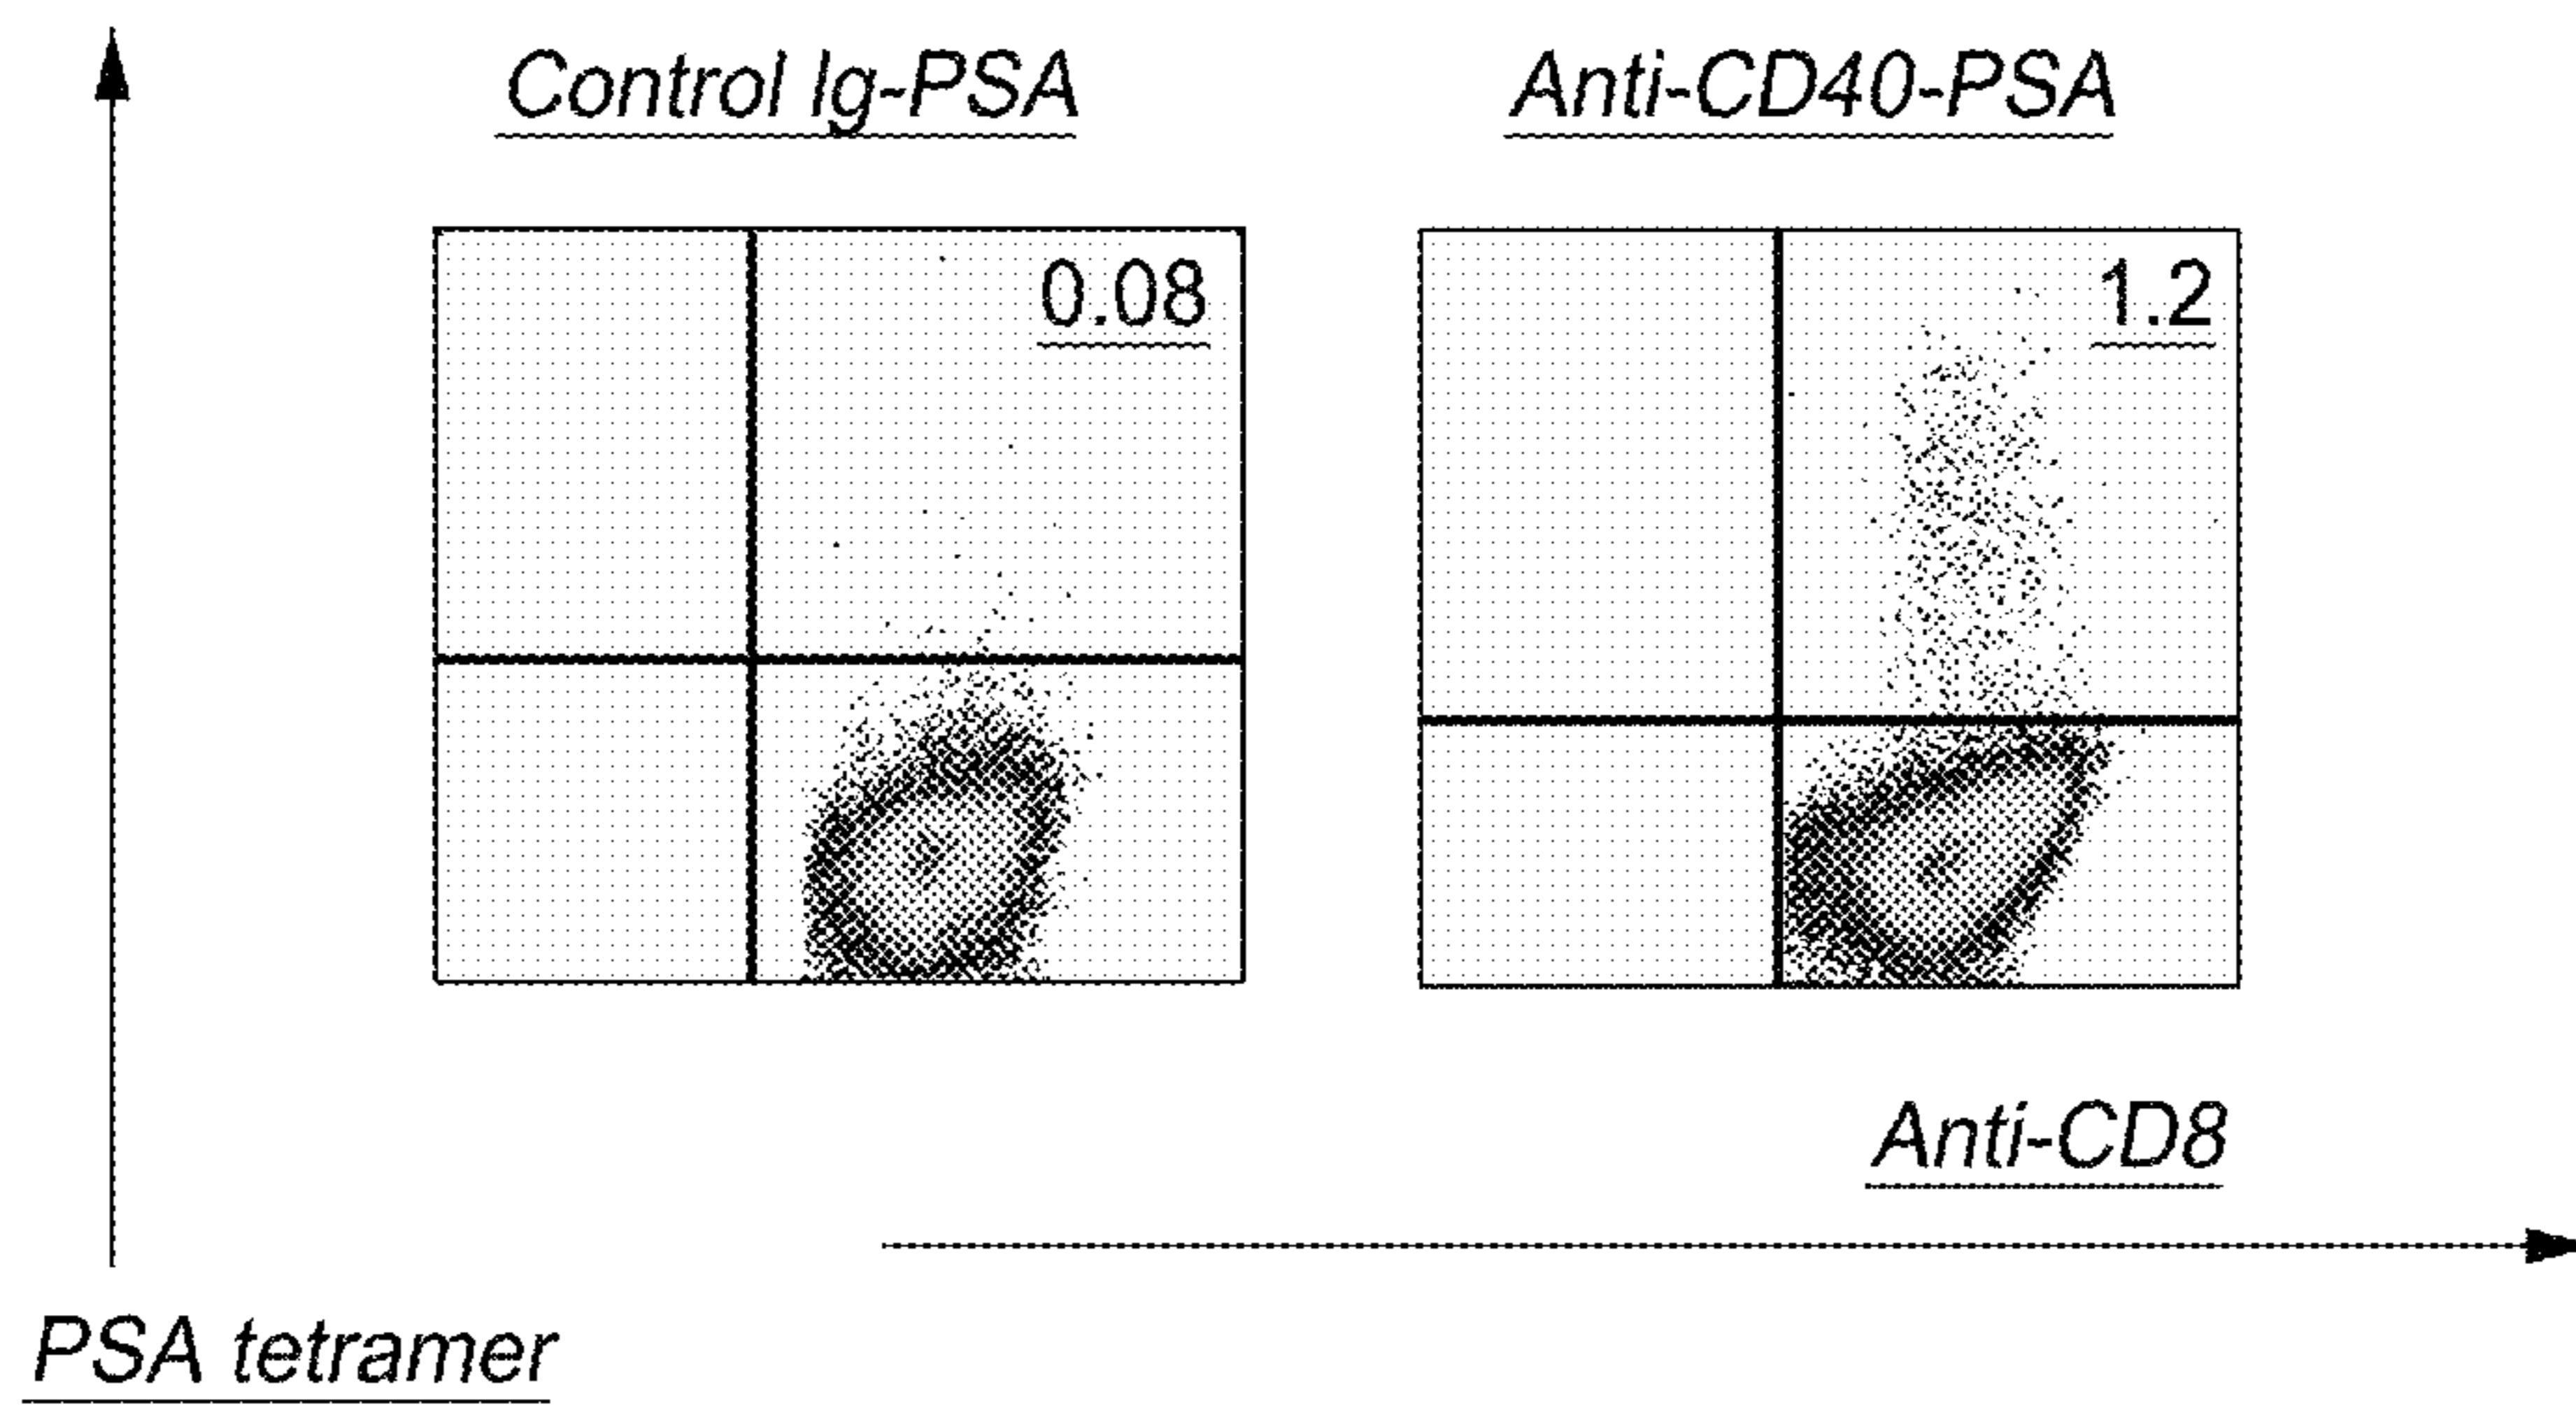 Control Ig-PSA
Anti-CD40-PSA
0.08
1.2
Anti-CD8
PSA tetramer